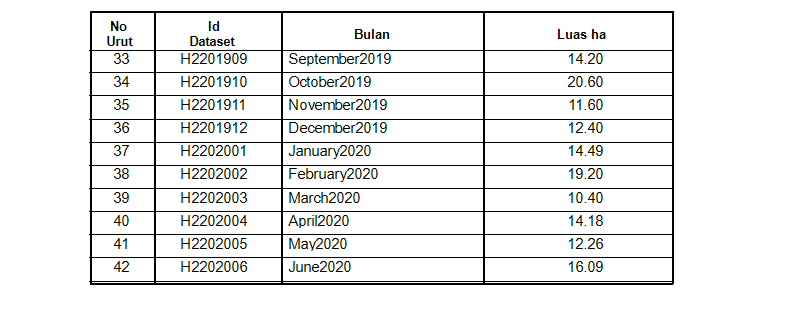 No Urut Id Dataset Bulan Luas ha
33 H2201909 September2019 14.20
34 H2201910 October2019 20.60
35 H2201911 November2019 11.60
36 H2201912 December2019 12.40
37 H2202001 January2020 14.49
38 H2202002 February2020 19.20
39 H2202003 March2020 10.40
40 H2202004 April2020 14.18
41 H2202005 May2020 12.26
42 H2202006 June2020 16.09